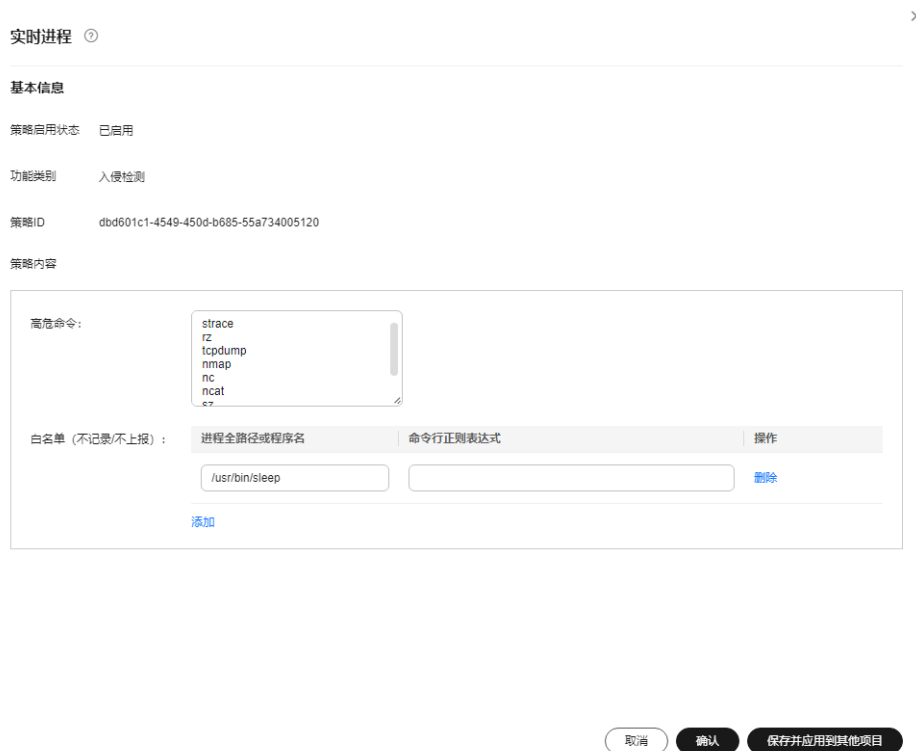 实时进程
基本信息
策略启用状态 已启用
功能类别 入侵检测
策略ID dbd601c1-4549-450d-b685-55a734005120
策略内容
高危命令：
strace
rz
tcpdump
nmap
nc
ncat
sz
白名单（不记录/不上报）： 进程全路径或程序名 命令行正则表达式 操作
/usr/bin/sleep 删除
添加
取消 确认 保存并应用到其他项目